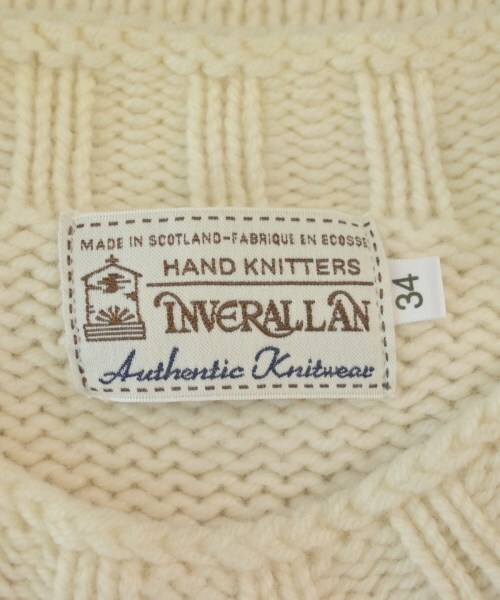 MADE IN SCOTLAND-FABRIQUE EN ECOSSE
HAND KNITTERS
INVERALLAN
Authentic Knitwear
34